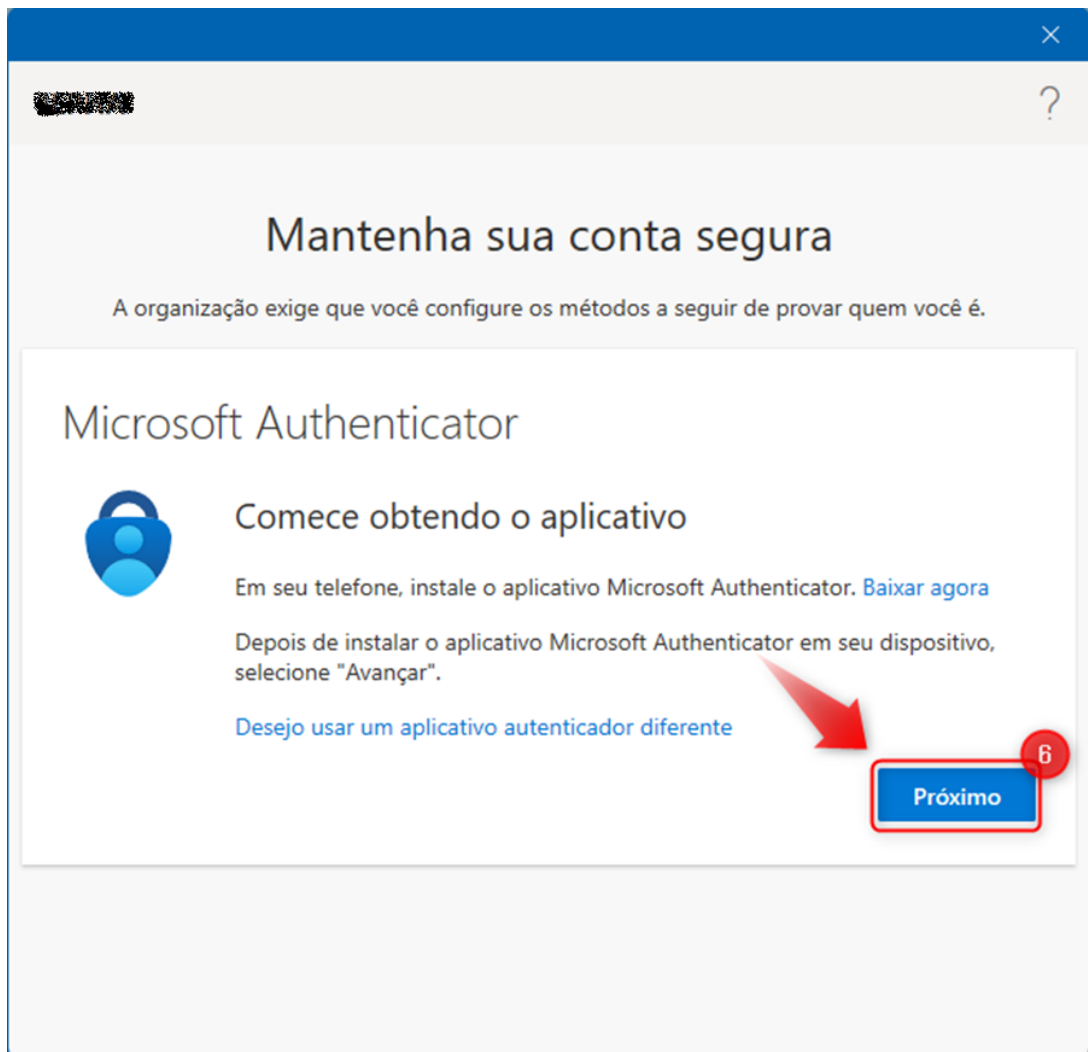 Mantenha sua conta segura
A organização exige que você configure os métodos a seguir de provar quem você é.
Microsoft Authenticator
Comece obtendo o aplicativo
Em seu telefone, instale o aplicativo Microsoft Authenticator. Baixar agora
Depois de instalar o aplicativo Microsoft Authenticator em seu dispositivo,
selecione "Avançar".
Desejo usar um aplicativo autenticador diferente
6
Próximo